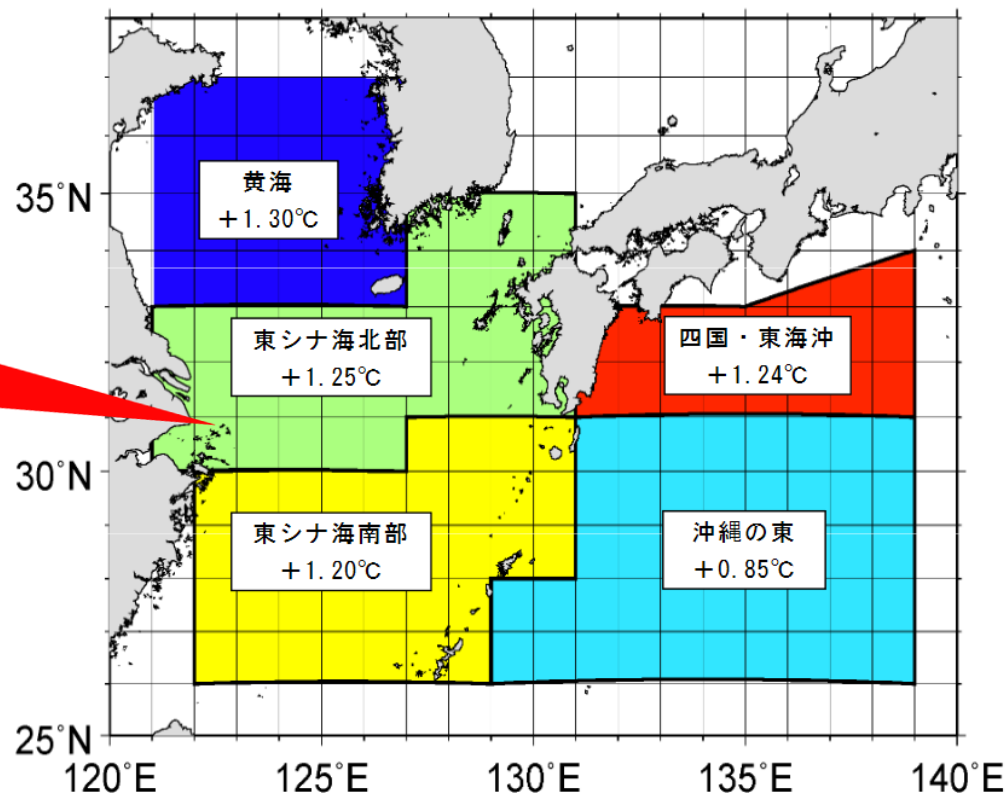 35°N
30°N
25°N
120°E
125°E
130°E
135°E
140°E
黄海
＋1.30℃
東シナ海北部
＋1.25℃
四国・東海沖
＋1.24℃
東シナ海南部
＋1.20℃
沖縄の東
＋0.85℃